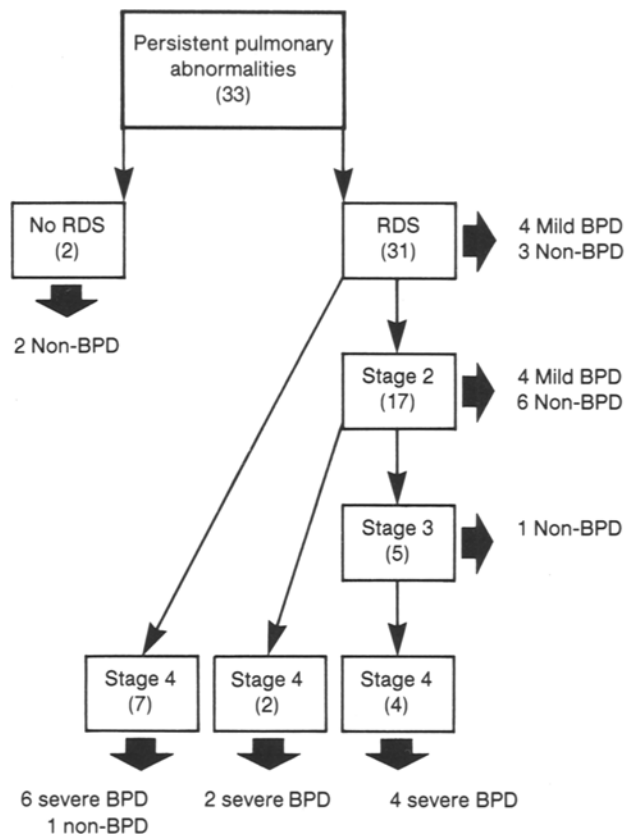 Persistent pulmonary
abnormalities
(33)
No RDS
(2)
2 Non-BPD
RDS
(31)
4 Mild BPD
3 Non-BPD
Stage 2
(17)
4 Mild BPD
6 Non-BPD
Stage 3
(5)
1 Non-BPD
Stage 4
(7)
Stage 4
(2)
Stage 4
(4)
6 severe BPD
1 non-BPD
2 severe BPD
4 severe BPD